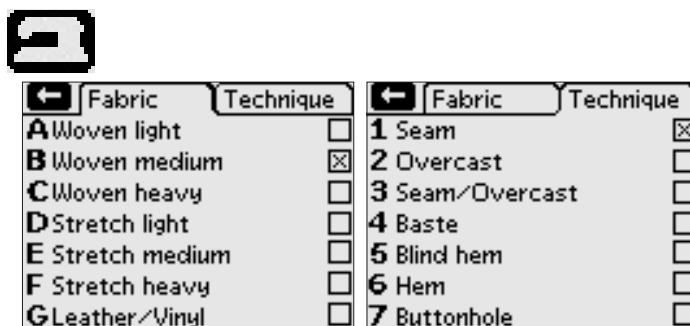 Fabric Technique
A Woven light
B Woven medium
C Woven heavy
D Stretch light
E Stretch medium
F Stretch heavy
G Leather/Vinyl
Fabric Technique
1 Seam
2 Overcast
3 Seam/Overcast
4 Baste
5 Blind hem
6 Hem
7 Buttonhole